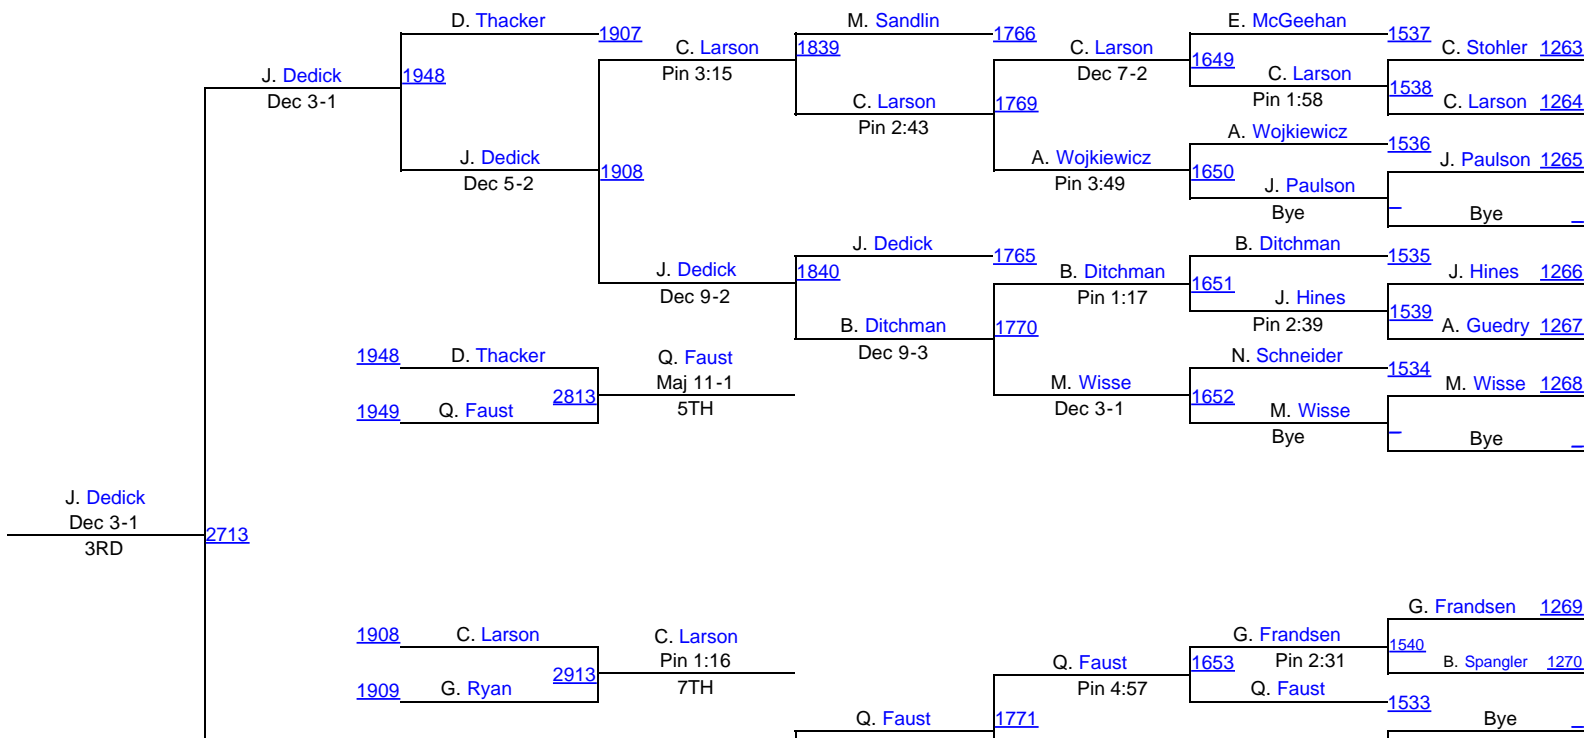 D. Thacker
M. Sandlin
E. McGeehan
1907
1766
1537
C. Larson
1839
C. Larson
C. Stohler 1263
J. Dedick
1948
Pin 3:15
Dec 7-2
1649
C. Larson
Dec 3-1
C. Larson
1769
Pin 1:58
1538
C. Larson 1264
Pin 2:43
A. Wojkiewicz
1536
J. Dedick
1908
A. Wojkiewicz
1650
J. Paulson 1265
Dec 5-2
Pin 3:49
J. Paulson
Bye
Bye
J. Dedick
B. Ditchman
1765
1535
J. Dedick
1840
B. Ditchman
J. Hines 1266
Dec 9-2
Pin 1:17
1651
J. Hines
B. Ditchman
1770
Pin 2:39
1539
A. Guedry 1267
1948
D. Thacker
Q. Faust
Dec 9-3
N. Schneider
1534
Maj 11-1
M. Wisse
M. Wisse 1268
1949
Q. Faust
2813
5TH
Dec 3-1
1652
M. Wisse
Bye
Bye
J. Dedick
Dec 3-1
2713
3RD
G. Frandsen 1269
1908
C. Larson
C. Larson
G. Frandsen
1540
Pin 1:16
Q. Faust
1653
Pin 2:31
B. Spangler 1270
1909
G. Ryan
2913
7TH
Pin 4:57
Q. Faust
1533
Q. Faust
1771
Bye